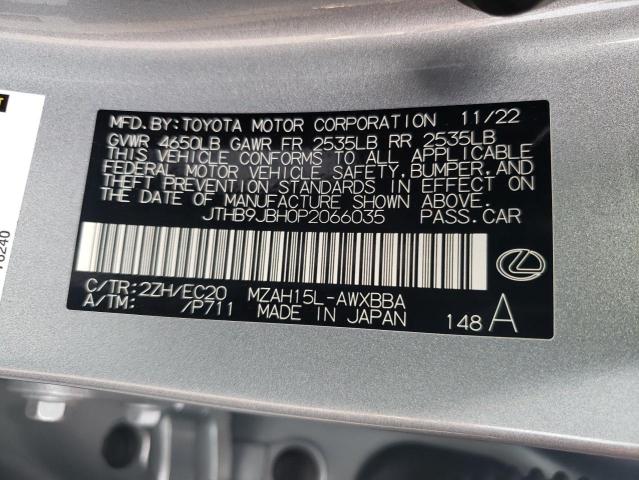 MFD.BY:TOYOTA MOTOR CORPORATION 11/22
GVWR 4650LB GAWR FR 2535LB RR 2535LB
THIS VEHICLE CONFORMS TO ALL APPLICABLE
FEDERAL MOTOR VEHICLE SAFETY,BUMPER,AND
THEFT PREVENTION STANDARDS IN EFFECT ON
THE DATE OF MANUFACTURE SHOWN ABOVE.
JTHB9JBH0P2066035 PASS.CAR
C/TR:2ZH/EC20 MZAH15L-AWXBBA
A/TM: /P711 MADE IN JAPAN 148 A